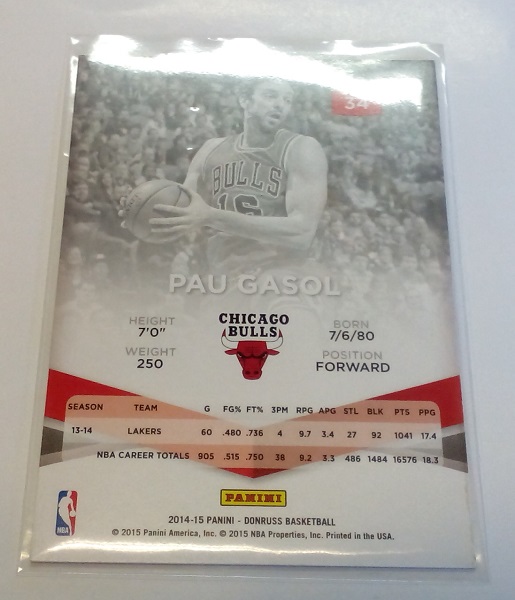 34
BULLS
16
PAU GASOL
HEIGHT
7'0"
WEIGHT
250
CHICAGO
BULLS
BORN
7/6/80
POSITION
FORWARD
SEASON TEAM G FG% FT% 3PM RPG APG STL BLK PTS PPG
13-14 LAKERS 60 .480 .736 4 9.7 3.4 27 92 1041 17.4
NBA CAREER TOTALS 905 .515 .750 38 9.2 3.3 486 1484 16576 18.3
PANINI
NBA
2014-15 PANINI - DONRUSS BASKETBALL
© 2015 Panini America, Inc. © 2015 NBA Properties, Inc. Printed in the USA.